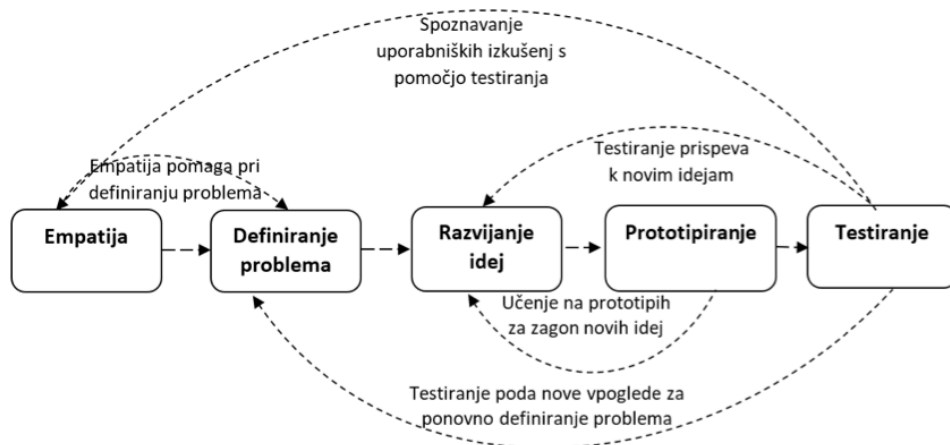 Spoznavanje
uporabniških izkušenj s
pomočjo testiranja
Empatija pomaga pri
definiranju problema
Testiranje prispeva
k novim idejam
Empatija
Definiranje
problema
Razvijanje
idej
Prototipiranje
Testiranje
Učenje na prototipih
za zagon novih idej
Testiranje poda nove vpoglede za
ponovno definiranje problema